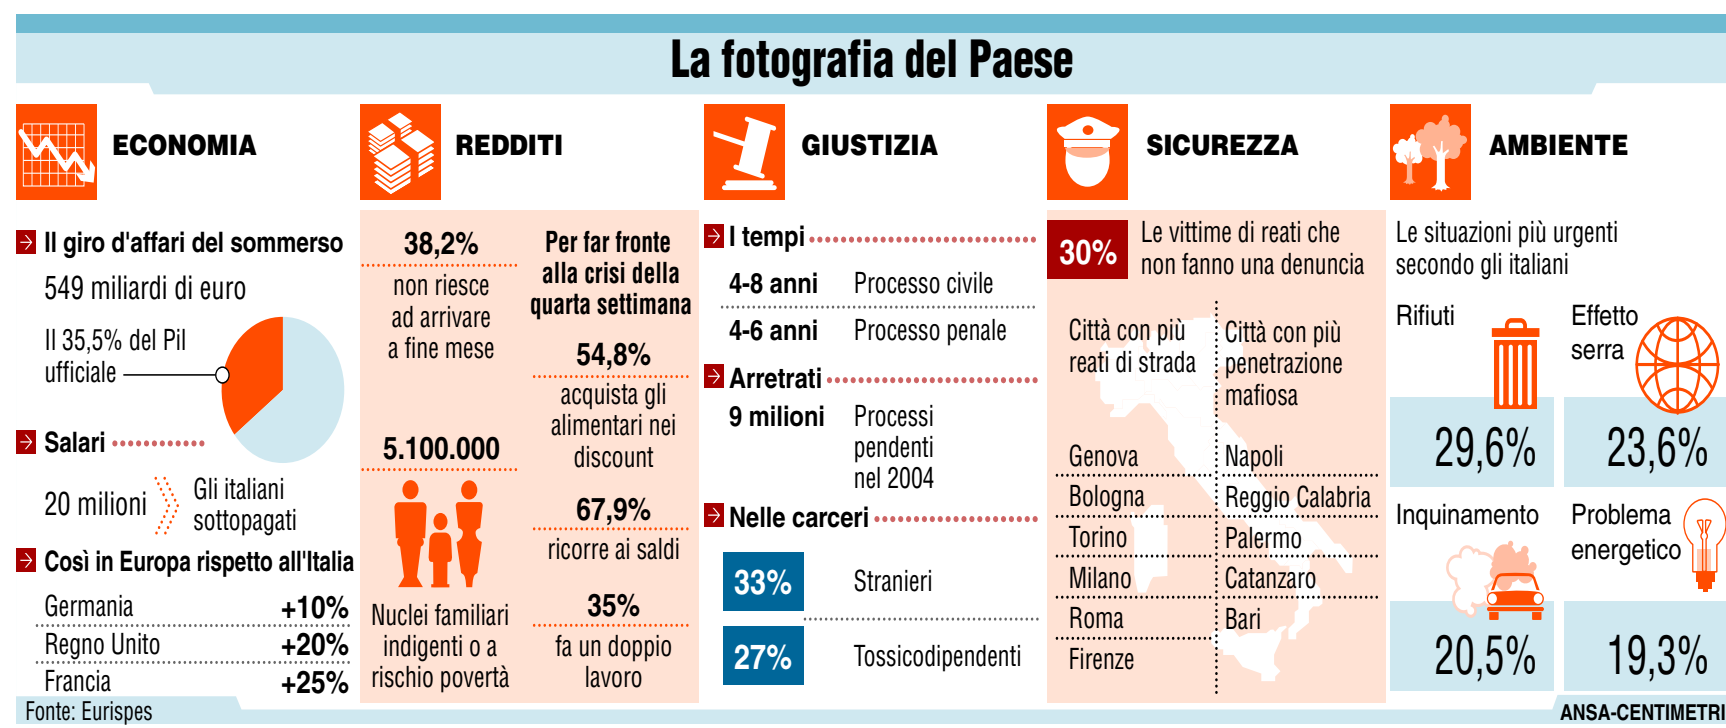 La fotografia del Paese
ECONOMIA
Il giro d'affari del sommerso
549 miliardi di euro
Il 35,5% del Pil
ufficiale
Salari
20 milioni
Gli italiani
sottopagati
Così in Europa rispetto all'Italia
Germania +10%
Regno Unito +20%
Francia +25%
REDDITI
38,2%
non riesce
ad arrivare
a fine mese
5.100.000
Nuclei familiari
indigenti o a
rischio povertà
Per far fronte
alla crisi della
quarta settimana
54,8%
acquista gli
alimentari nei
discount
67,9%
ricorre ai saldi
35%
fa un doppio
lavoro
GIUSTIZIA
I tempi
4-8 anni Processo civile
4-6 anni Processo penale
Arretrati
9 milioni Processi
pendenti
nel 2004
Nelle carceri
33% Stranieri
27% Tossicodipendenti
SICUREZZA
30%
Le vittime di reati che
non fanno una denuncia
Città con più
reati di strada
Genova
Bologna
Torino
Milano
Roma
Firenze
Città con più
penetrazione
mafiosa
Napoli
Reggio Calabria
Palermo
Catanzaro
Bari
AMBIENTE
Le situazioni più urgenti
secondo gli italiani
Rifiuti
29,6%
Effetto
serra
23,6%
Inquinamento
20,5%
Problema
energetico
19,3%
Fonte: Eurispes
ANSA-CENTIMETRI